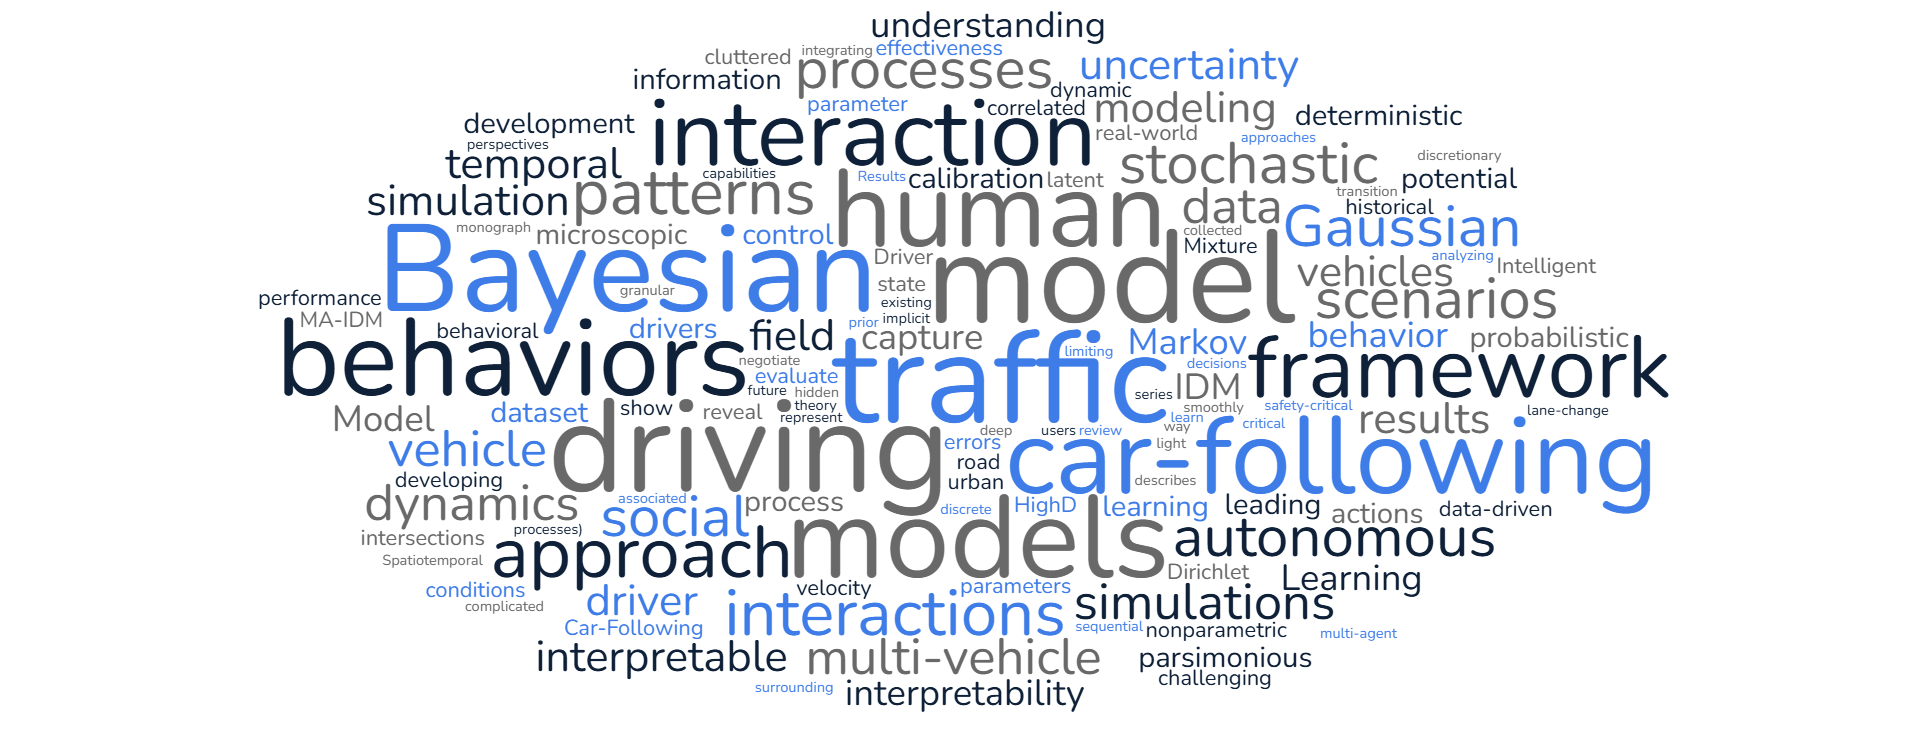 understanding
cluttered
integrating
effectiveness
information
processes
uncertainty
dynamic
parameter
correlated
modeling
deterministic
development
interaction
real-world
approaches
perspectives
temporal
capabilities
Results
calibration
latent
stochastic
discretionary
simulation
patterns
human
transition
potential
data
historical
monograph
microscopic
control
collected
Gaussian
Mixture
Bayesian
Driver
model
analyzing
Intelligent
vehicles
granular
state
scenarios
performance
existing
MA-IDM
behavioral
drivers
field
prior
implicit
capture
Markov
behavior
probabilistic
behaviors
negotiate
traffic
limiting
decisions
framework
evaluate
future
hidden
series
IDM
Model
dataset
show
reveal
theory
represent
smoothly
safety-critical
results
lane-change
learn
critical
vehicle
driving
deep
users
review
way
errors
light
car-following
road
developing
urban
describes
dynamics
associated
social
process
discrete
HighD
learning
leading
actions
data-driven
intersections
processes)
approach
models
autonomous
Spatiotemporal
Dirichlet
Learning
conditions
complicated
driver
velocity
parameters
interactions
simulations
Car-Following
sequential
nonparametric
multi-agent
interpretable
multi-vehicle
parsimonious
challenging
surrounding
interpretability